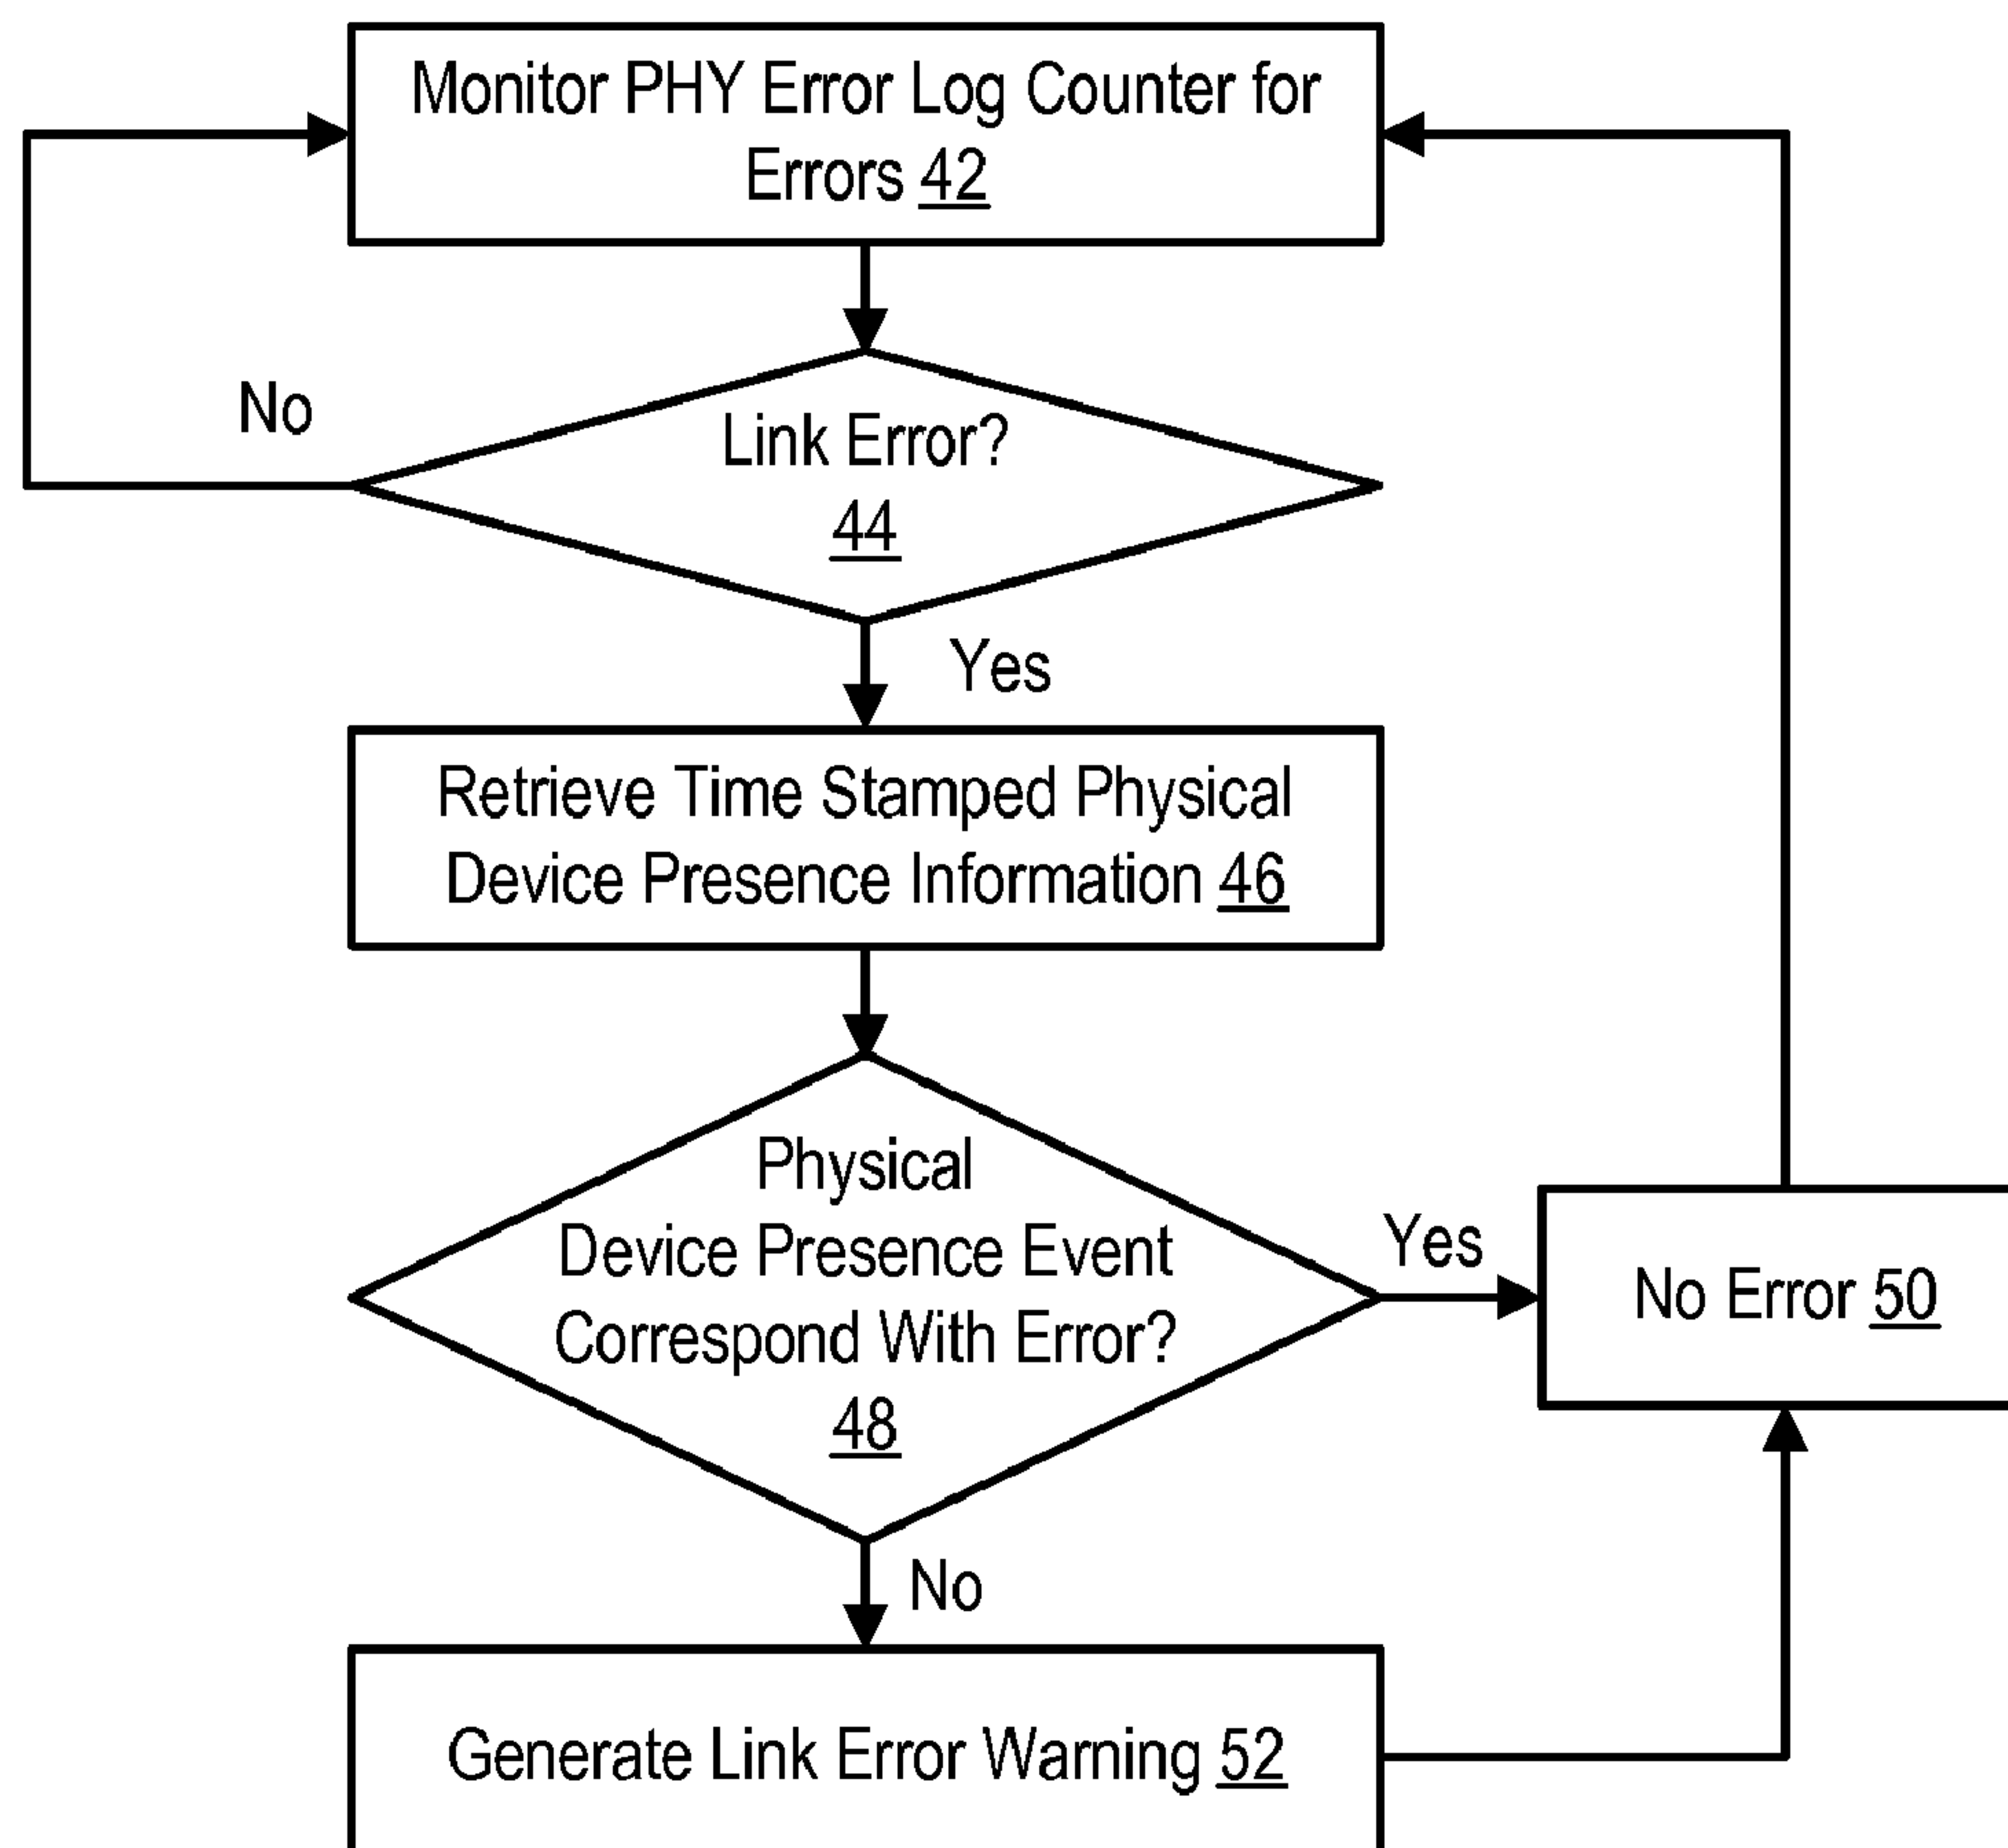 Monitor PHY Error Log Counter for
Errors 42
No
Link Error?
44
Yes
Retrieve Time Stamped Physical
Device Presence Information 46
Physical
Device Presence Event
Correspond With Error?
48
Yes
No Error 50
No
Generate Link Error Warning 52